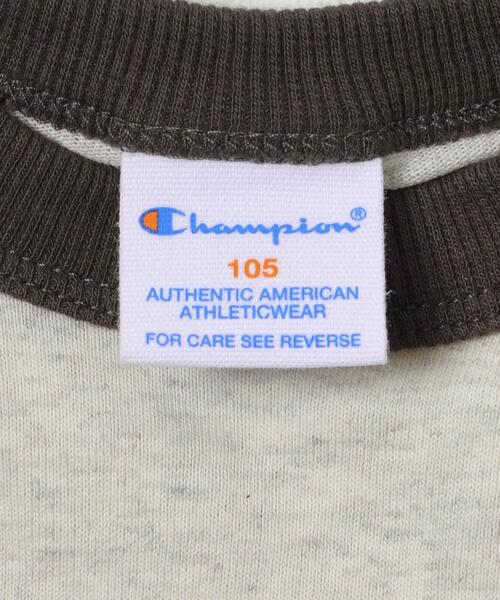 Champion®
105
AUTHENTIC AMERICAN
ATHLETICWEAR
FOR CARE SEE REVERSE